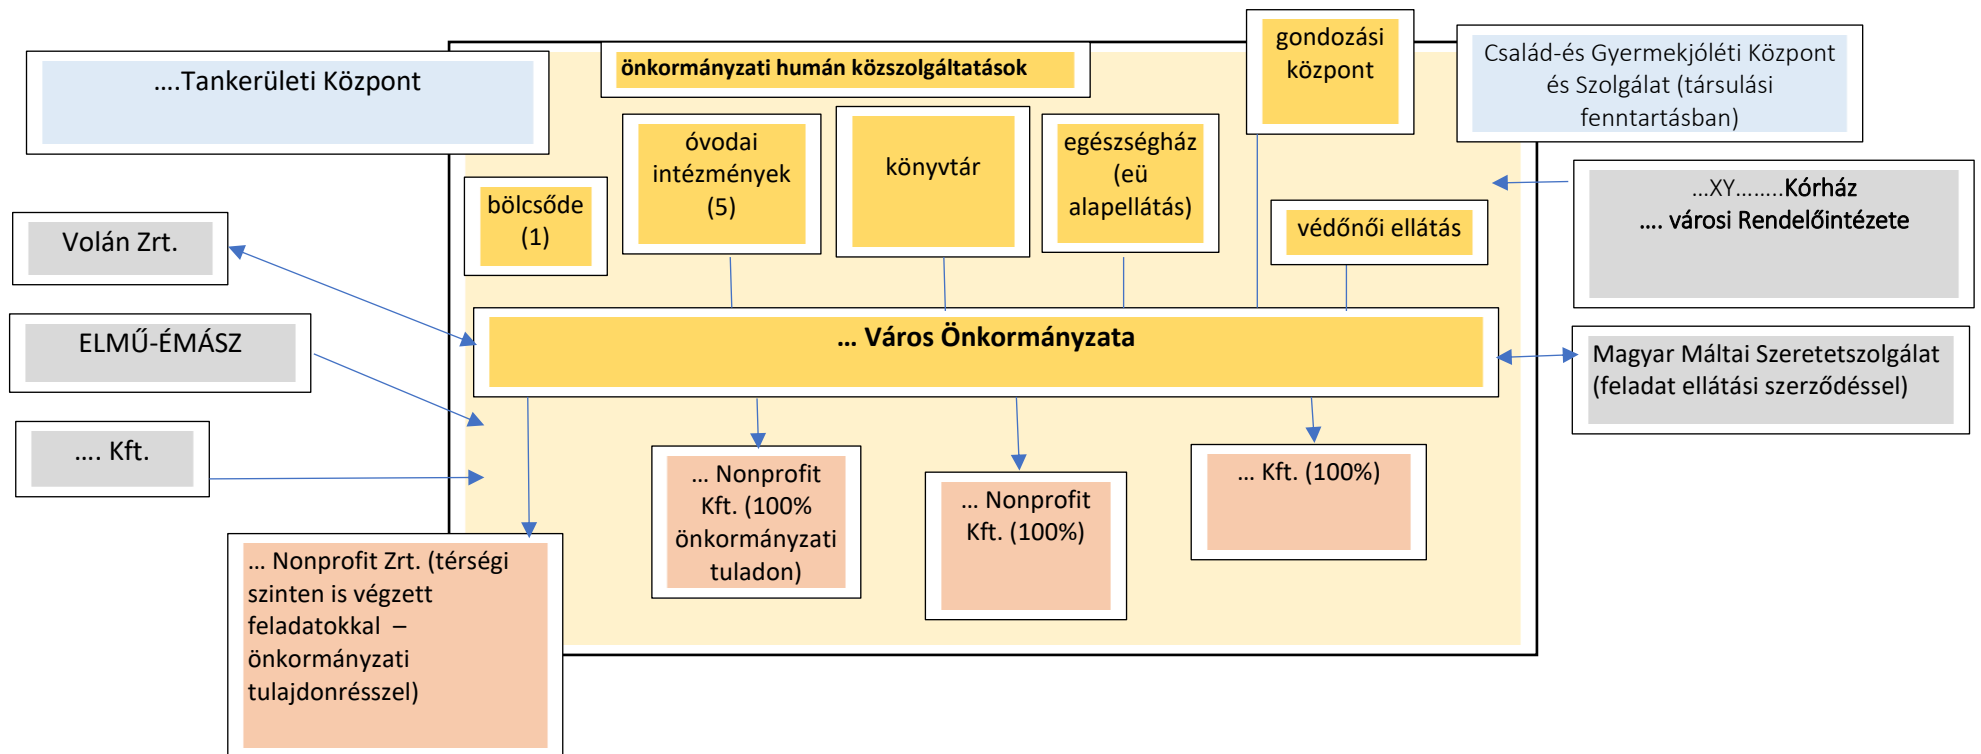 ….Tankerületi Központ
önkormányzati humán közszolgáltatások
gondozási
központ
Család-és Gyermekjóléti Központ
és Szolgálat (társulási
fenntartásban)
bölcsőde
(1)
óvodai
intézmények
(5)
könyvtár
egészségház
(eü
alapellátás)
védőnői ellátás
…XY……..Kórház
…. városi Rendelőintézete
Volán Zrt.
ELMŰ-ÉMÁSZ
…. Kft.
… Város Önkormányzata
Magyar Máltai Szeretetszolgálat
(feladat ellátási szerződéssel)
… Nonprofit Zrt. (térségi
szinten is végzett
feladatokkal –
önkormányzati
tulajdonrésszel)
… Nonprofit
Kft. (100%
önkormányzati
tuladon)
… Nonprofit
Kft. (100%)
… Kft. (100%)